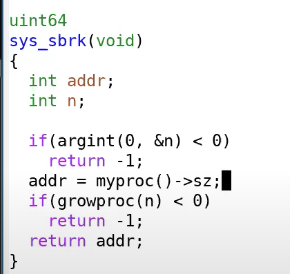 uint64
sys_sbrk(void)
{
  int addr;
  int n;

  if(argint(0, &n) < 0)
    return -1;
  addr = myproc()->sz;
  if(growproc(n) < 0)
    return -1;
  return addr;
}